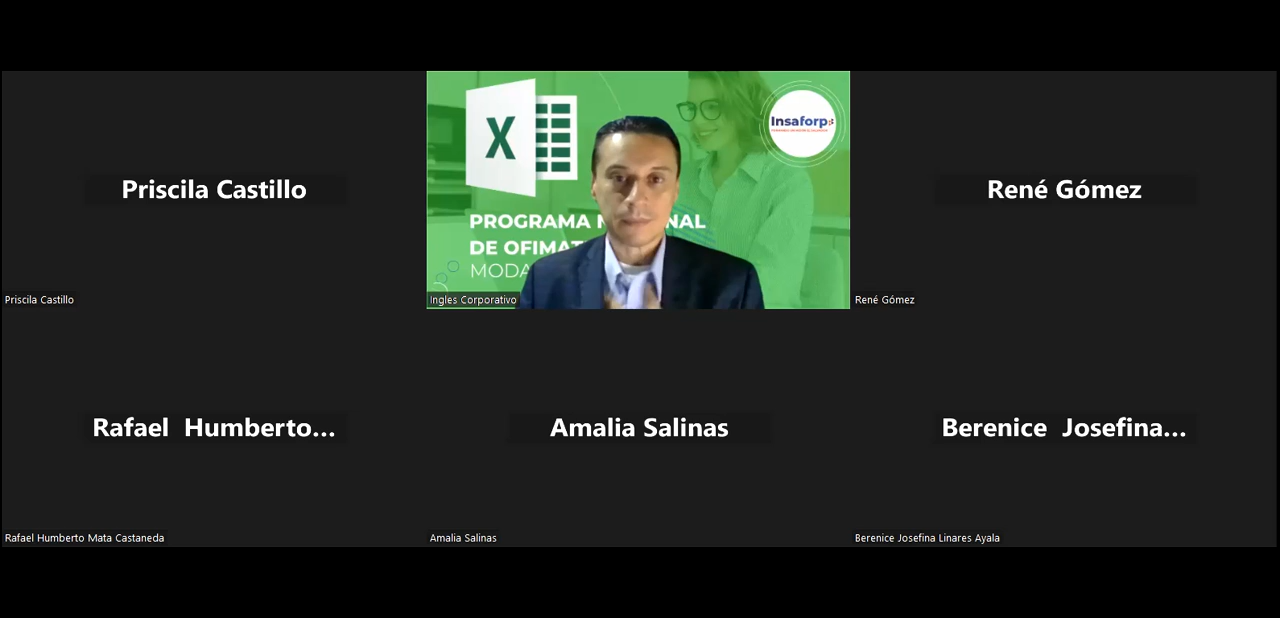 Priscila Castillo
Priscila Castillo
X
Insaforp
PROGRAMA N NAL
DE OFIMAT
MODA
Ingles Corporativo
René Gómez
René Gómez
Rafael Humberto...
Rafael Humberto Mata Castaneda
Amalia Salinas
Amalia Salinas
Berenice Josefina...
Berenice Josefina Linares Ayala